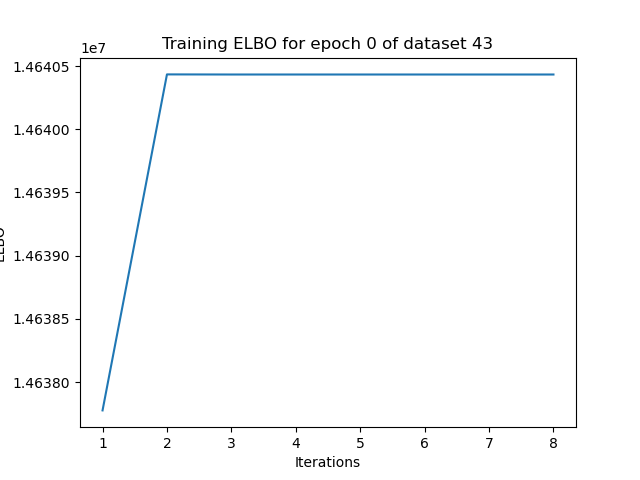 Training ELBO for epoch 0 of dataset 43
1e7
1.46405
1.46400
1.46395
1.46390
1.46385
1.46380
ELBO
1 2 3 4 5 6 7 8
Iterations